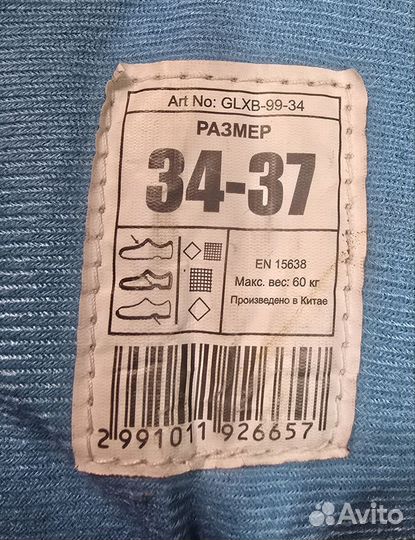 Art No: GLXB-99-34
РАЗМЕР
34-37
EN 15638
Макс. вес: 60 кг
Произведено в Китае
2 991011 926657
Avito